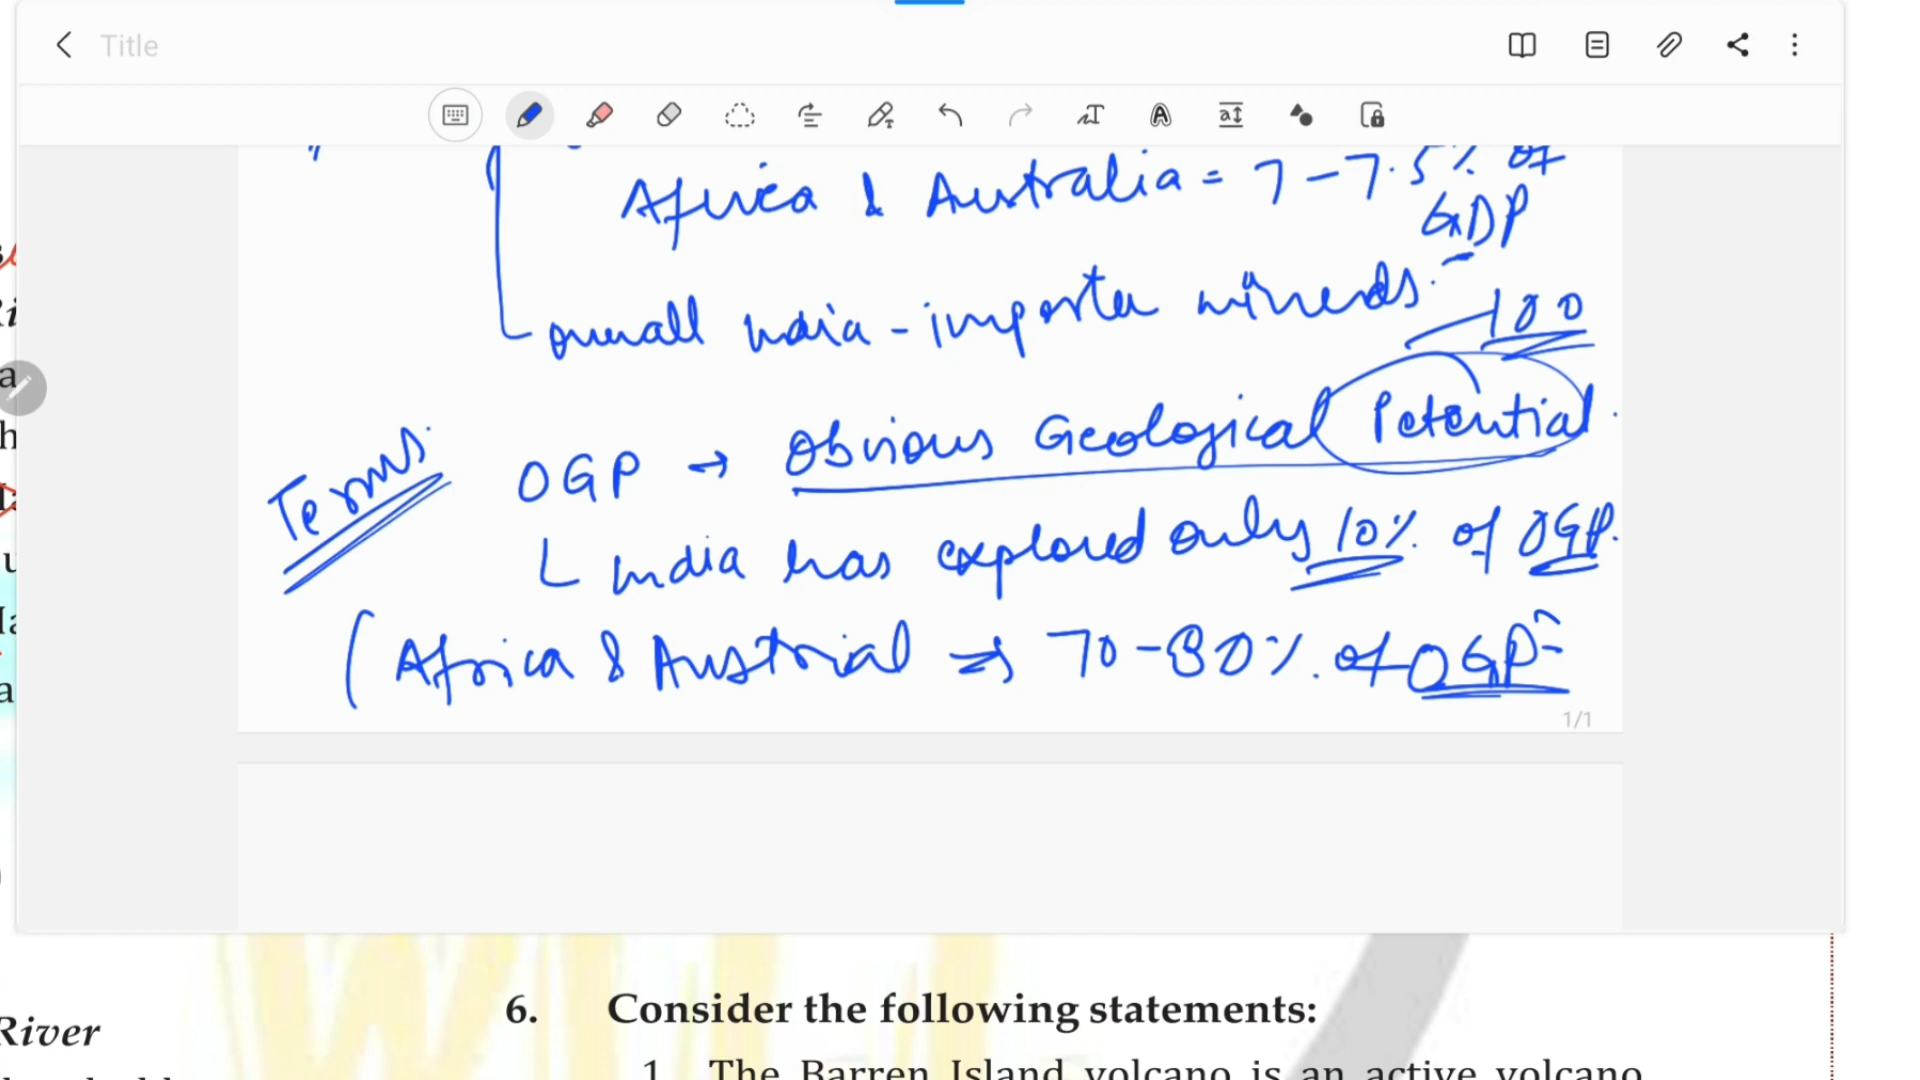 Title
Africa & Australia = 7-7.5% of
GDP
overall India - importer minerals.
100
Terms.
OGP → Obvious Geological Potential.
India has explored only 10% of OGP.
(Africa & Austrial ⇒ 70-80%. of OGP
1/1
6. Consider the following statements:
River
1. The Barren Island volcano is an active volcano